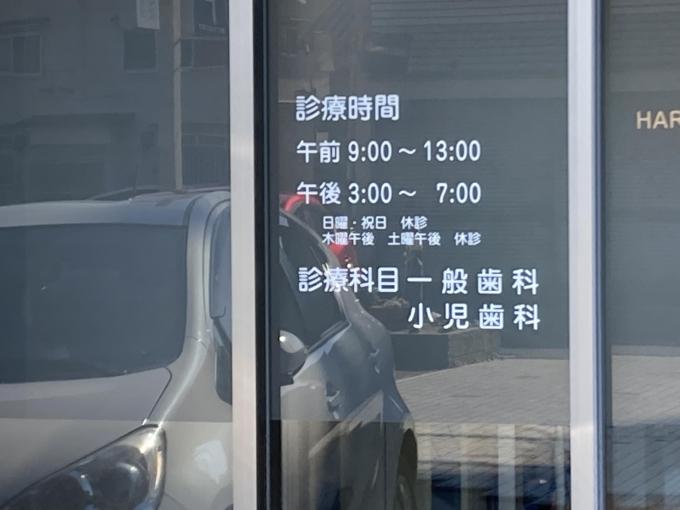 診療時間
午前 9:00 ～ 13:00
午後 3:00 ～ 7:00
日曜・祝日 休診
木曜午後 土曜午後 休診
診療科目 一般歯科
小児歯科
HAR